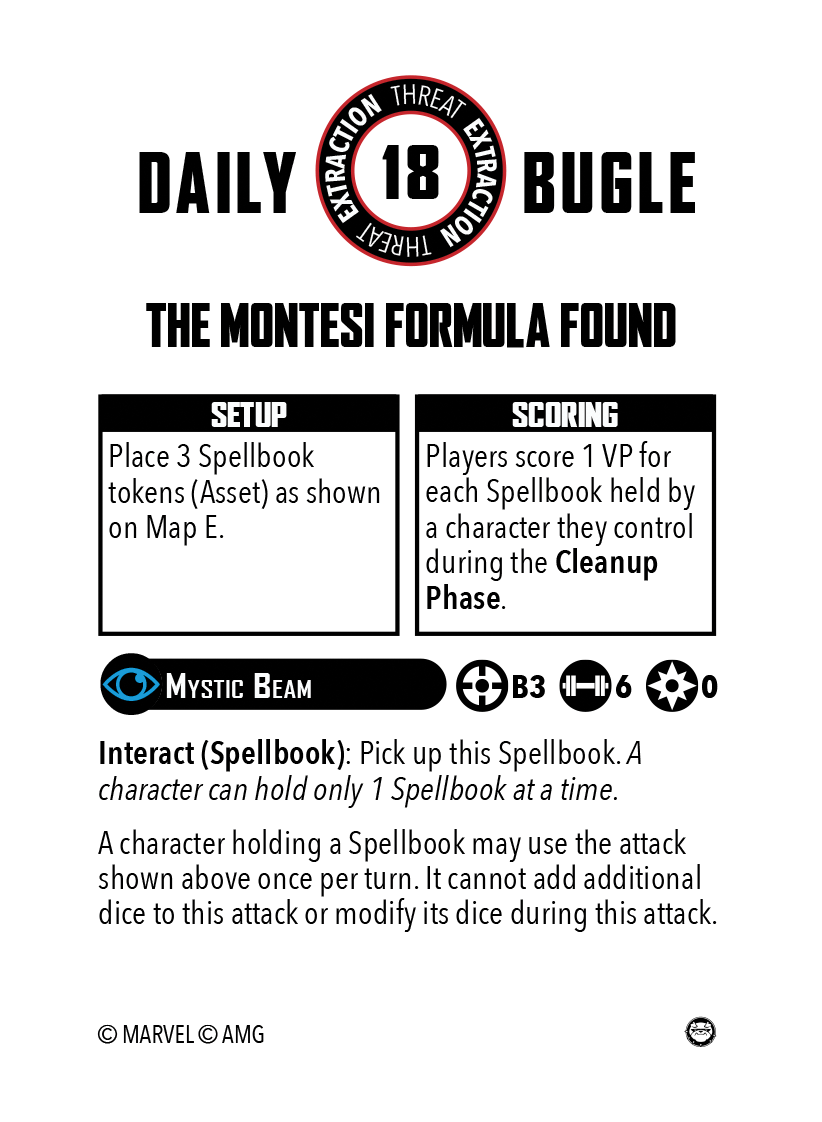 DAILY BUGLE
THREAT EXTRACTION THREAT EXTRACTION
18
THE MONTESI FORMULA FOUND
SETUP
Place 3 Spellbook
tokens (Asset) as shown
on Map E.
SCORING
Players score 1 VP for
each Spellbook held by
a character they control
during the Cleanup
Phase.
MYSTIC BEAM B3 6 0
Interact (Spellbook): Pick up this Spellbook. A
character can hold only 1 Spellbook at a time.
A character holding a Spellbook may use the attack
shown above once per turn. It cannot add additional
dice to this attack or modify its dice during this attack.
© MARVEL © AMG